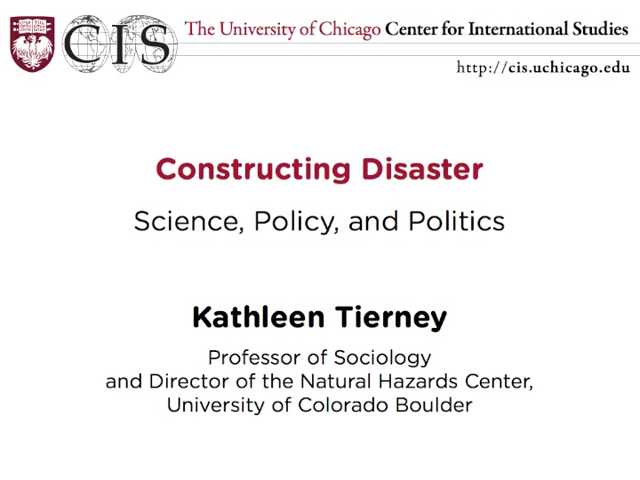 CIS
The University of Chicago Center for International Studies
http://cis.uchicago.edu
Constructing Disaster
Science, Policy, and Politics
Kathleen Tierney
Professor of Sociology
and Director of the Natural Hazards Center,
University of Colorado Boulder